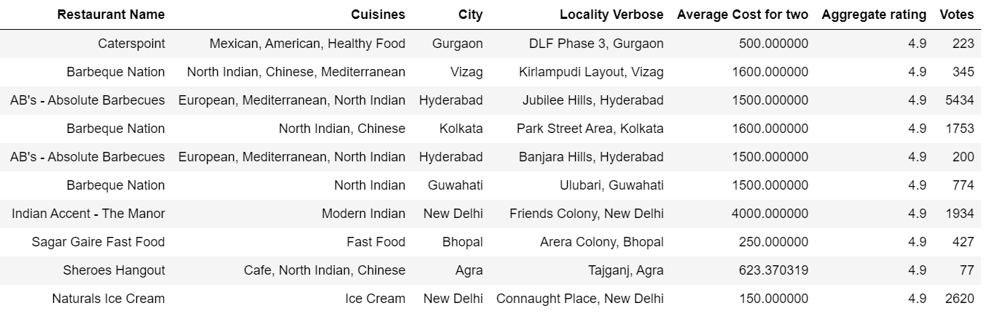 Restaurant Name Cuisines City Locality Verbose Average Cost for two Aggregate rating Votes
Caterspoint Mexican, American, Healthy Food Gurgaon DLF Phase 3, Gurgaon 500.000000 4.9 223
Barbeque Nation North Indian, Chinese, Mediterranean Vizag Kirlampudi Layout, Vizag 1600.000000 4.9 345
AB's - Absolute Barbecues European, Mediterranean, North Indian Hyderabad Jubilee Hills, Hyderabad 1500.000000 4.9 5434
Barbeque Nation North Indian, Chinese Kolkata Park Street Area, Kolkata 1600.000000 4.9 1753
AB's - Absolute Barbecues European, Mediterranean, North Indian Hyderabad Banjara Hills, Hyderabad 1500.000000 4.9 200
Barbeque Nation North Indian Guwahati Ulubari, Guwahati 1500.000000 4.9 774
Indian Accent - The Manor Modern Indian New Delhi Friends Colony, New Delhi 4000.000000 4.9 1934
Sagar Gaire Fast Food Fast Food Bhopal Arera Colony, Bhopal 250.000000 4.9 427
Sheroes Hangout Cafe, North Indian, Chinese Agra Tajganj, Agra 623.370319 4.9 77
Naturals Ice Cream Ice Cream New Delhi Connaught Place, New Delhi 150.000000 4.9 2620